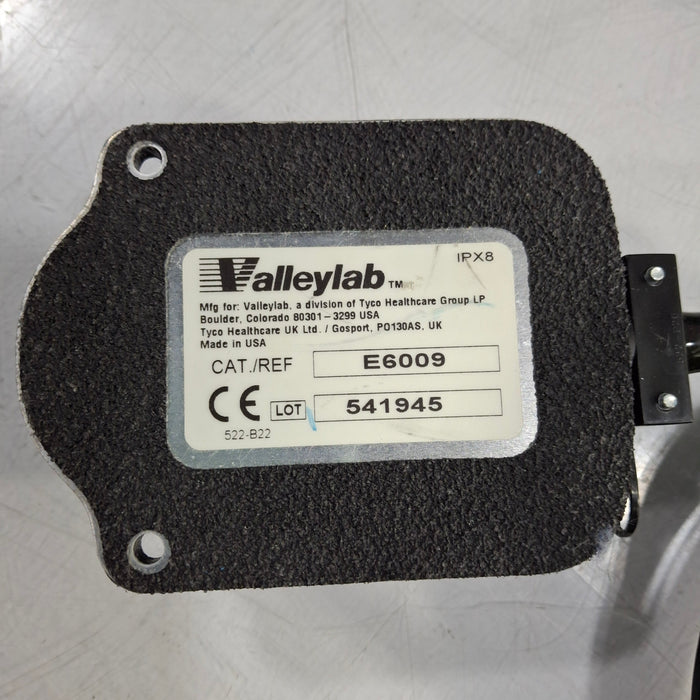 Valleylab TM
IPX8
Mfg for: Valleylab, a division of Tyco Healthcare Group LP
Boulder, Colorado 80301-3299 USA
Tyco Healthcare UK Ltd. / Gosport, PO130AS, UK
Made in USA
CAT./REF E6009
CE LOT 541945
522-B22